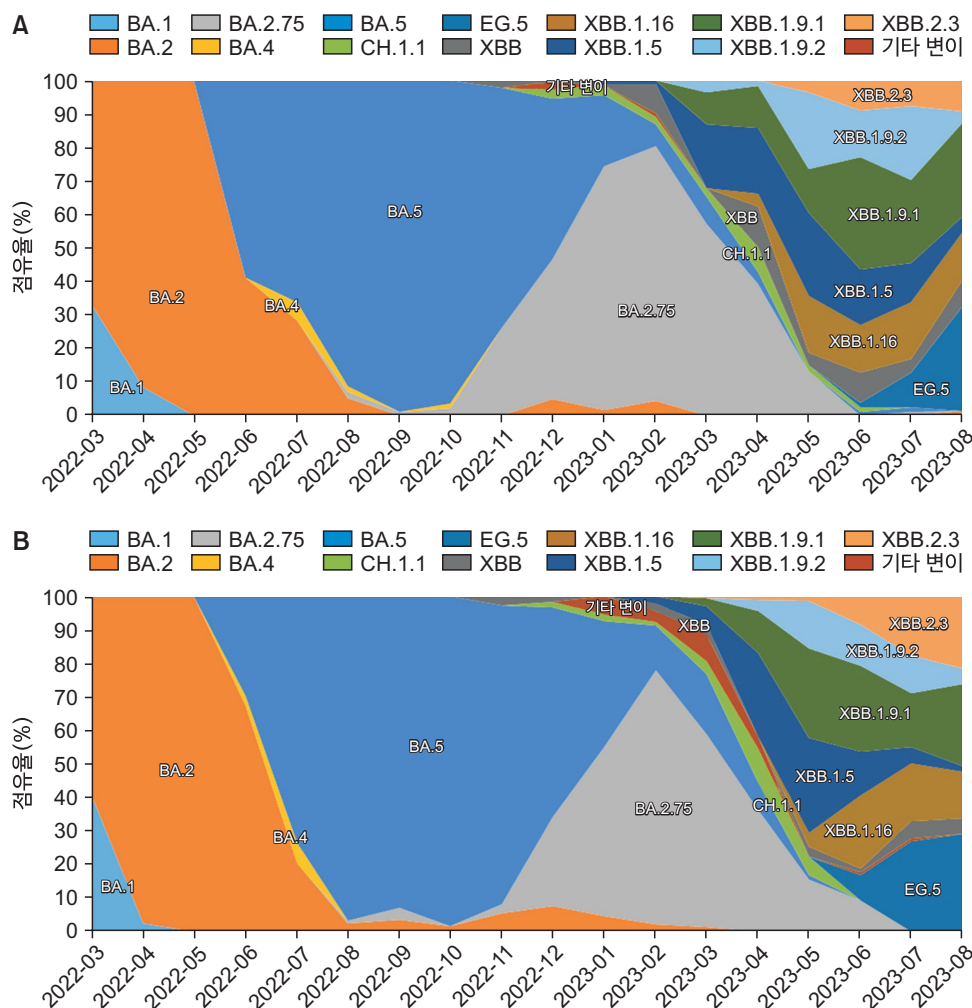 A
BA.1 BA.2.75 BA.5 EG.5 XBB.1.16 XBB.1.9.1 XBB.2.3
BA.2 BA.4 CH.1.1 XBB XBB.1.5 XBB.1.9.2 기타 변이
점유율(%)
100
90
80
70
60
50
40
30
20
10
0
기타 변이
XBB.2.3
XBB.1.9.2
BA.5
XBB
XBB.1.9.1
CH.1.1
BA.2
BA.4
BA.2.75
XBB.1.5
XBB.1.16
BA.1
EG.5
2022-03 2022-04 2022-05 2022-06 2022-07 2022-08 2022-09 2022-10 2022-11 2022-12 2023-01 2023-02 2023-03 2023-04 2023-05 2023-06 2023-07 2023-08
B
BA.1 BA.2.75 BA.5 EG.5 XBB.1.16 XBB.1.9.1 XBB.2.3
BA.2 BA.4 CH.1.1 XBB XBB.1.5 XBB.1.9.2 기타 변이
점유율(%)
100
90
80
70
60
50
40
30
20
10
0
기타 변이
XBB
XBB.2.3
XBB.1.9.2
BA.5
XBB.1.9.1
BA.2
XBB.1.5
BA.2.75
CH.1.1
BA.4
XBB.1.16
BA.1
EG.5
2022-03 2022-04 2022-05 2022-06 2022-07 2022-08 2022-09 2022-10 2022-11 2022-12 2023-01 2023-02 2023-03 2023-04 2023-05 2023-06 2023-07 2023-08